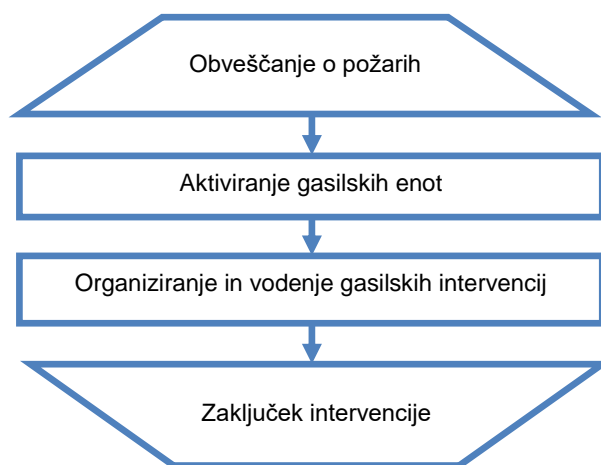 Obveščanje o požarih
Aktiviranje gasilskih enot
Organiziranje in vodenje gasilskih intervencij
Zaključek intervencije